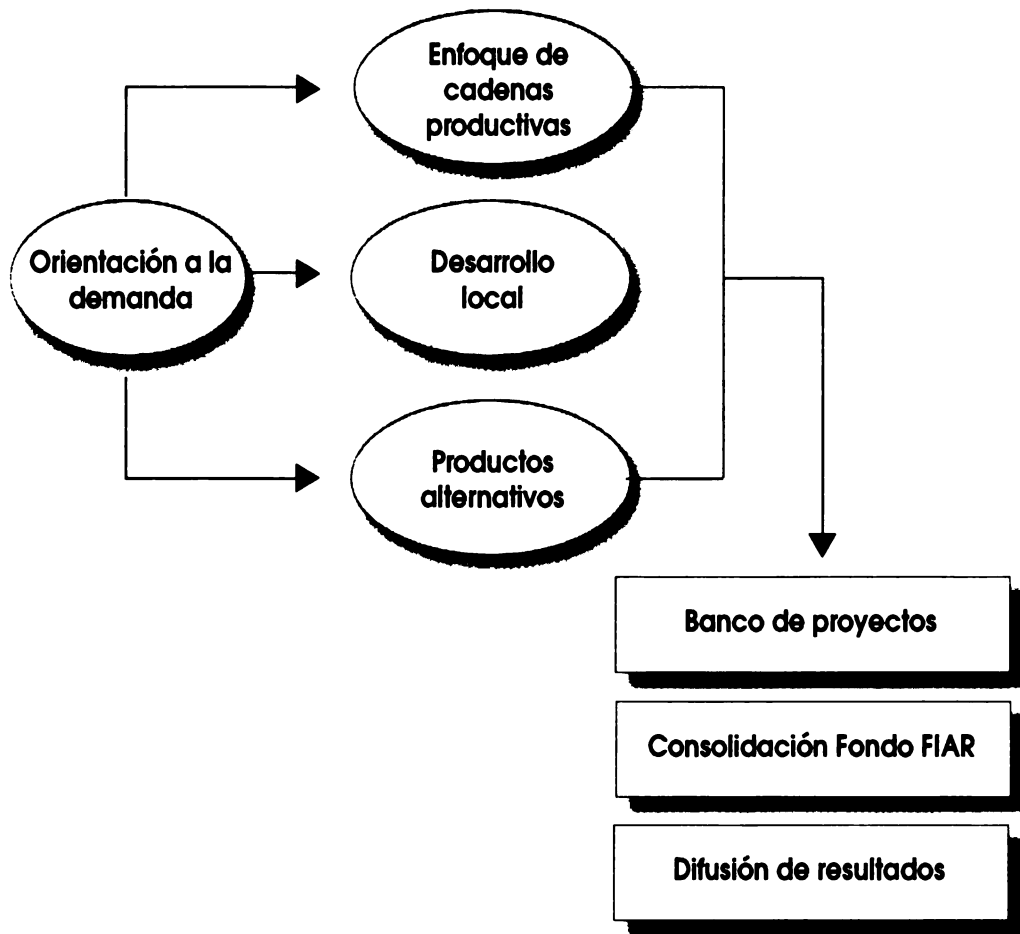 Enfoque de
cadenas
productivas
Orientación a la
demanda
Desarrollo
local
Productos
alternativos
Banco de proyectos
Consolidación Fondo FIAR
Difusión de resultados